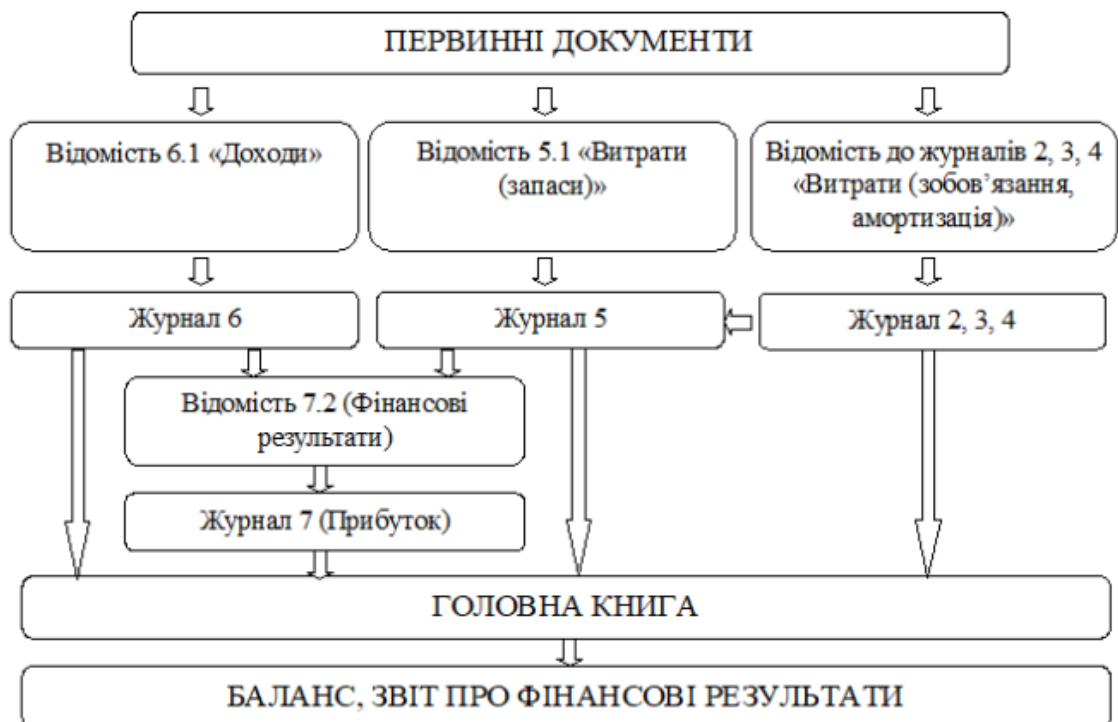 ПЕРВИННІ ДОКУМЕНТИ
Відомість 6.1 «Доходи»
Відомість 5.1 «Витрати
(запаси)»
Відомість до журналів 2, 3, 4
«Витрати (зобов’язання,
амортизація)»
Журнал 6
Журнал 5
Журнал 2, 3, 4
Відомість 7.2 (Фінансові
результати)
Журнал 7 (Прибуток)
ГОЛОВНА КНИГА
БАЛАНС, ЗВІТ ПРО ФІНАНСОВІ РЕЗУЛЬТАТИ